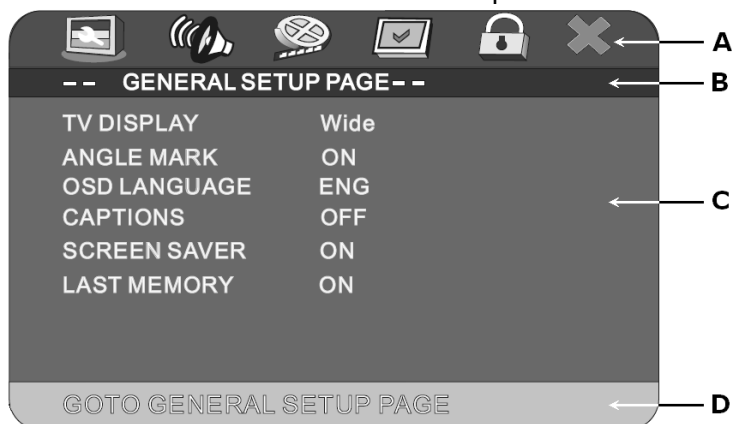 A
-- GENERAL SETUP PAGE-- B
TV DISPLAY Wide
ANGLE MARK ON
OSD LANGUAGE ENG
C
CAPTIONS OFF
SCREEN SAVER ON
LAST MEMORY ON
GOTO GENERAL SETUP PAGE D